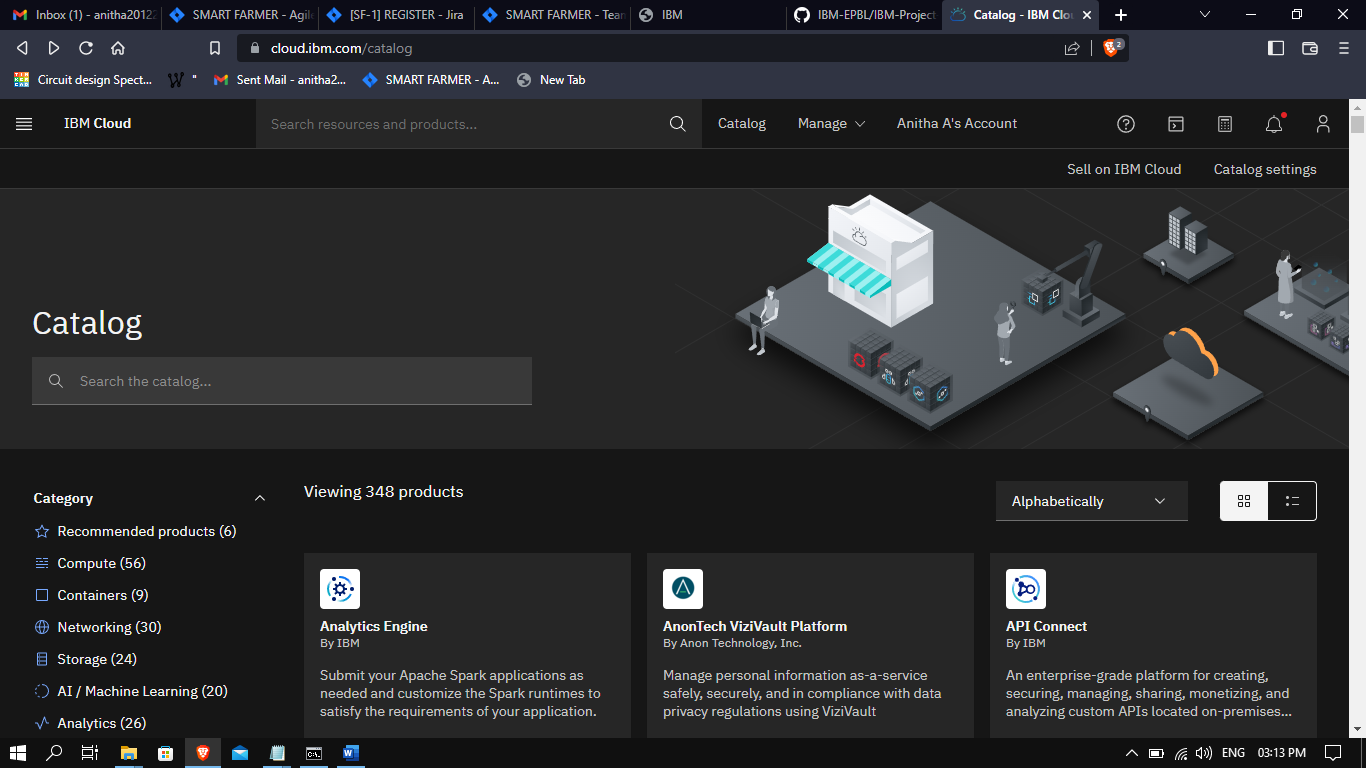 Inbox (1) - anitha20122
SMART FARMER - Agile
[SF-1] REGISTER - Jira
SMART FARMER - Team
IBM
IBM-EPBL/IBM-Project
Catalog - IBM Clou
cloud.ibm.com/catalog
2
Circuit design Spect...
W "
Sent Mail - anitha2...
SMART FARMER - A...
New Tab
IBM Cloud
Search resources and products...
Catalog
Manage
Anitha A's Account
Sell on IBM Cloud
Catalog settings
Catalog
Search the catalog...
Category
Viewing 348 products
Alphabetically
Recommended products (6)
Compute (56)
Containers (9)
Networking (30)
Storage (24)
AI / Machine Learning (20)
Analytics (26)
Analytics Engine
By IBM
Submit your Apache Spark applications as
needed and customize the Spark runtimes to
satisfy the requirements of your application.
AnonTech ViziVault Platform
By Anon Technology, Inc.
Manage personal information as-a-service
safely, securely, and in compliance with data
privacy regulations using ViziVault
API Connect
By IBM
An enterprise-grade platform for creating,
securing, managing, sharing, monetizing, and
analyzing custom APIs located on-premises...
ENG
03:13 PM